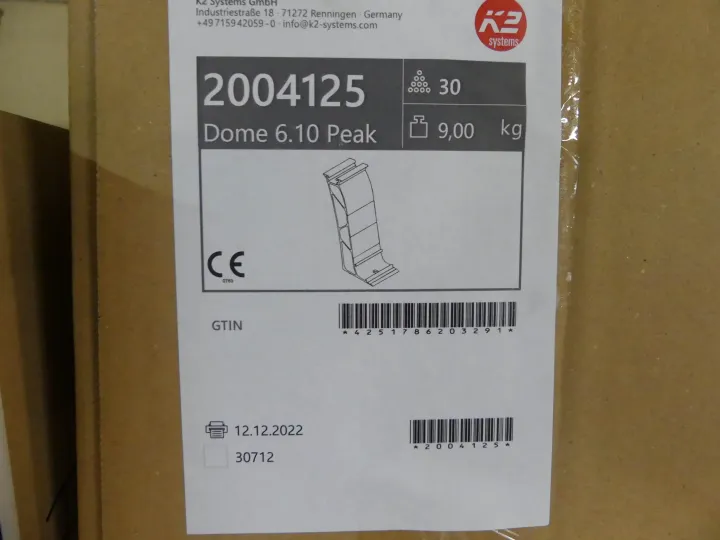 K2 Systems GmbH
Industriestraße 18 · 71272 Renningen · Germany
+49 7159 42059-0 · info@k2-systems.com
K2
systems
2004125
30
Dome 6.10 Peak
9,00 kg
CE
GTIN
*4251786203291*
12.12.2022
*2004125*
30712